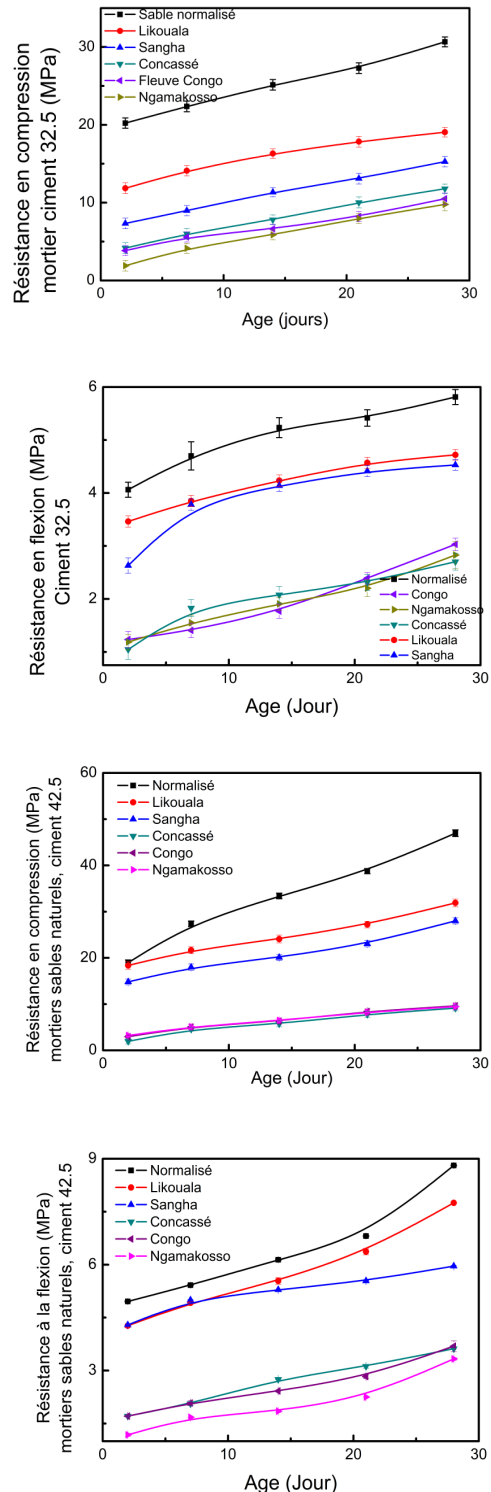 Résistance en compression
mortier ciment 32.5 (MPa)
30
20
10
0
Sable normalisé
Likouala
Sangha
Concassé
Fleuve Congo
Ngamakosso
0 10 20 30
Age (jours)
Résistance en flexion (MPa)
Ciment 32.5
6
4
2
Normalisé
Congo
Ngamakosso
Concassé
Likouala
Sangha
0 10 20 30
Age (Jour)
Résistance en compression (MPa)
mortiers sables naturels, ciment 42.5
60
40
20
0
Normalisé
Likouala
Sangha
Concassé
Congo
Ngamakosso
0 10 20 30
Age (Jour)
Résistance à la flexion (MPa)
mortiers sables naturels, ciment 42.5
9
6
3
Normalisé
Likouala
Sangha
Concassé
Congo
Ngamakosso
0 10 20 30
Age (Jour)